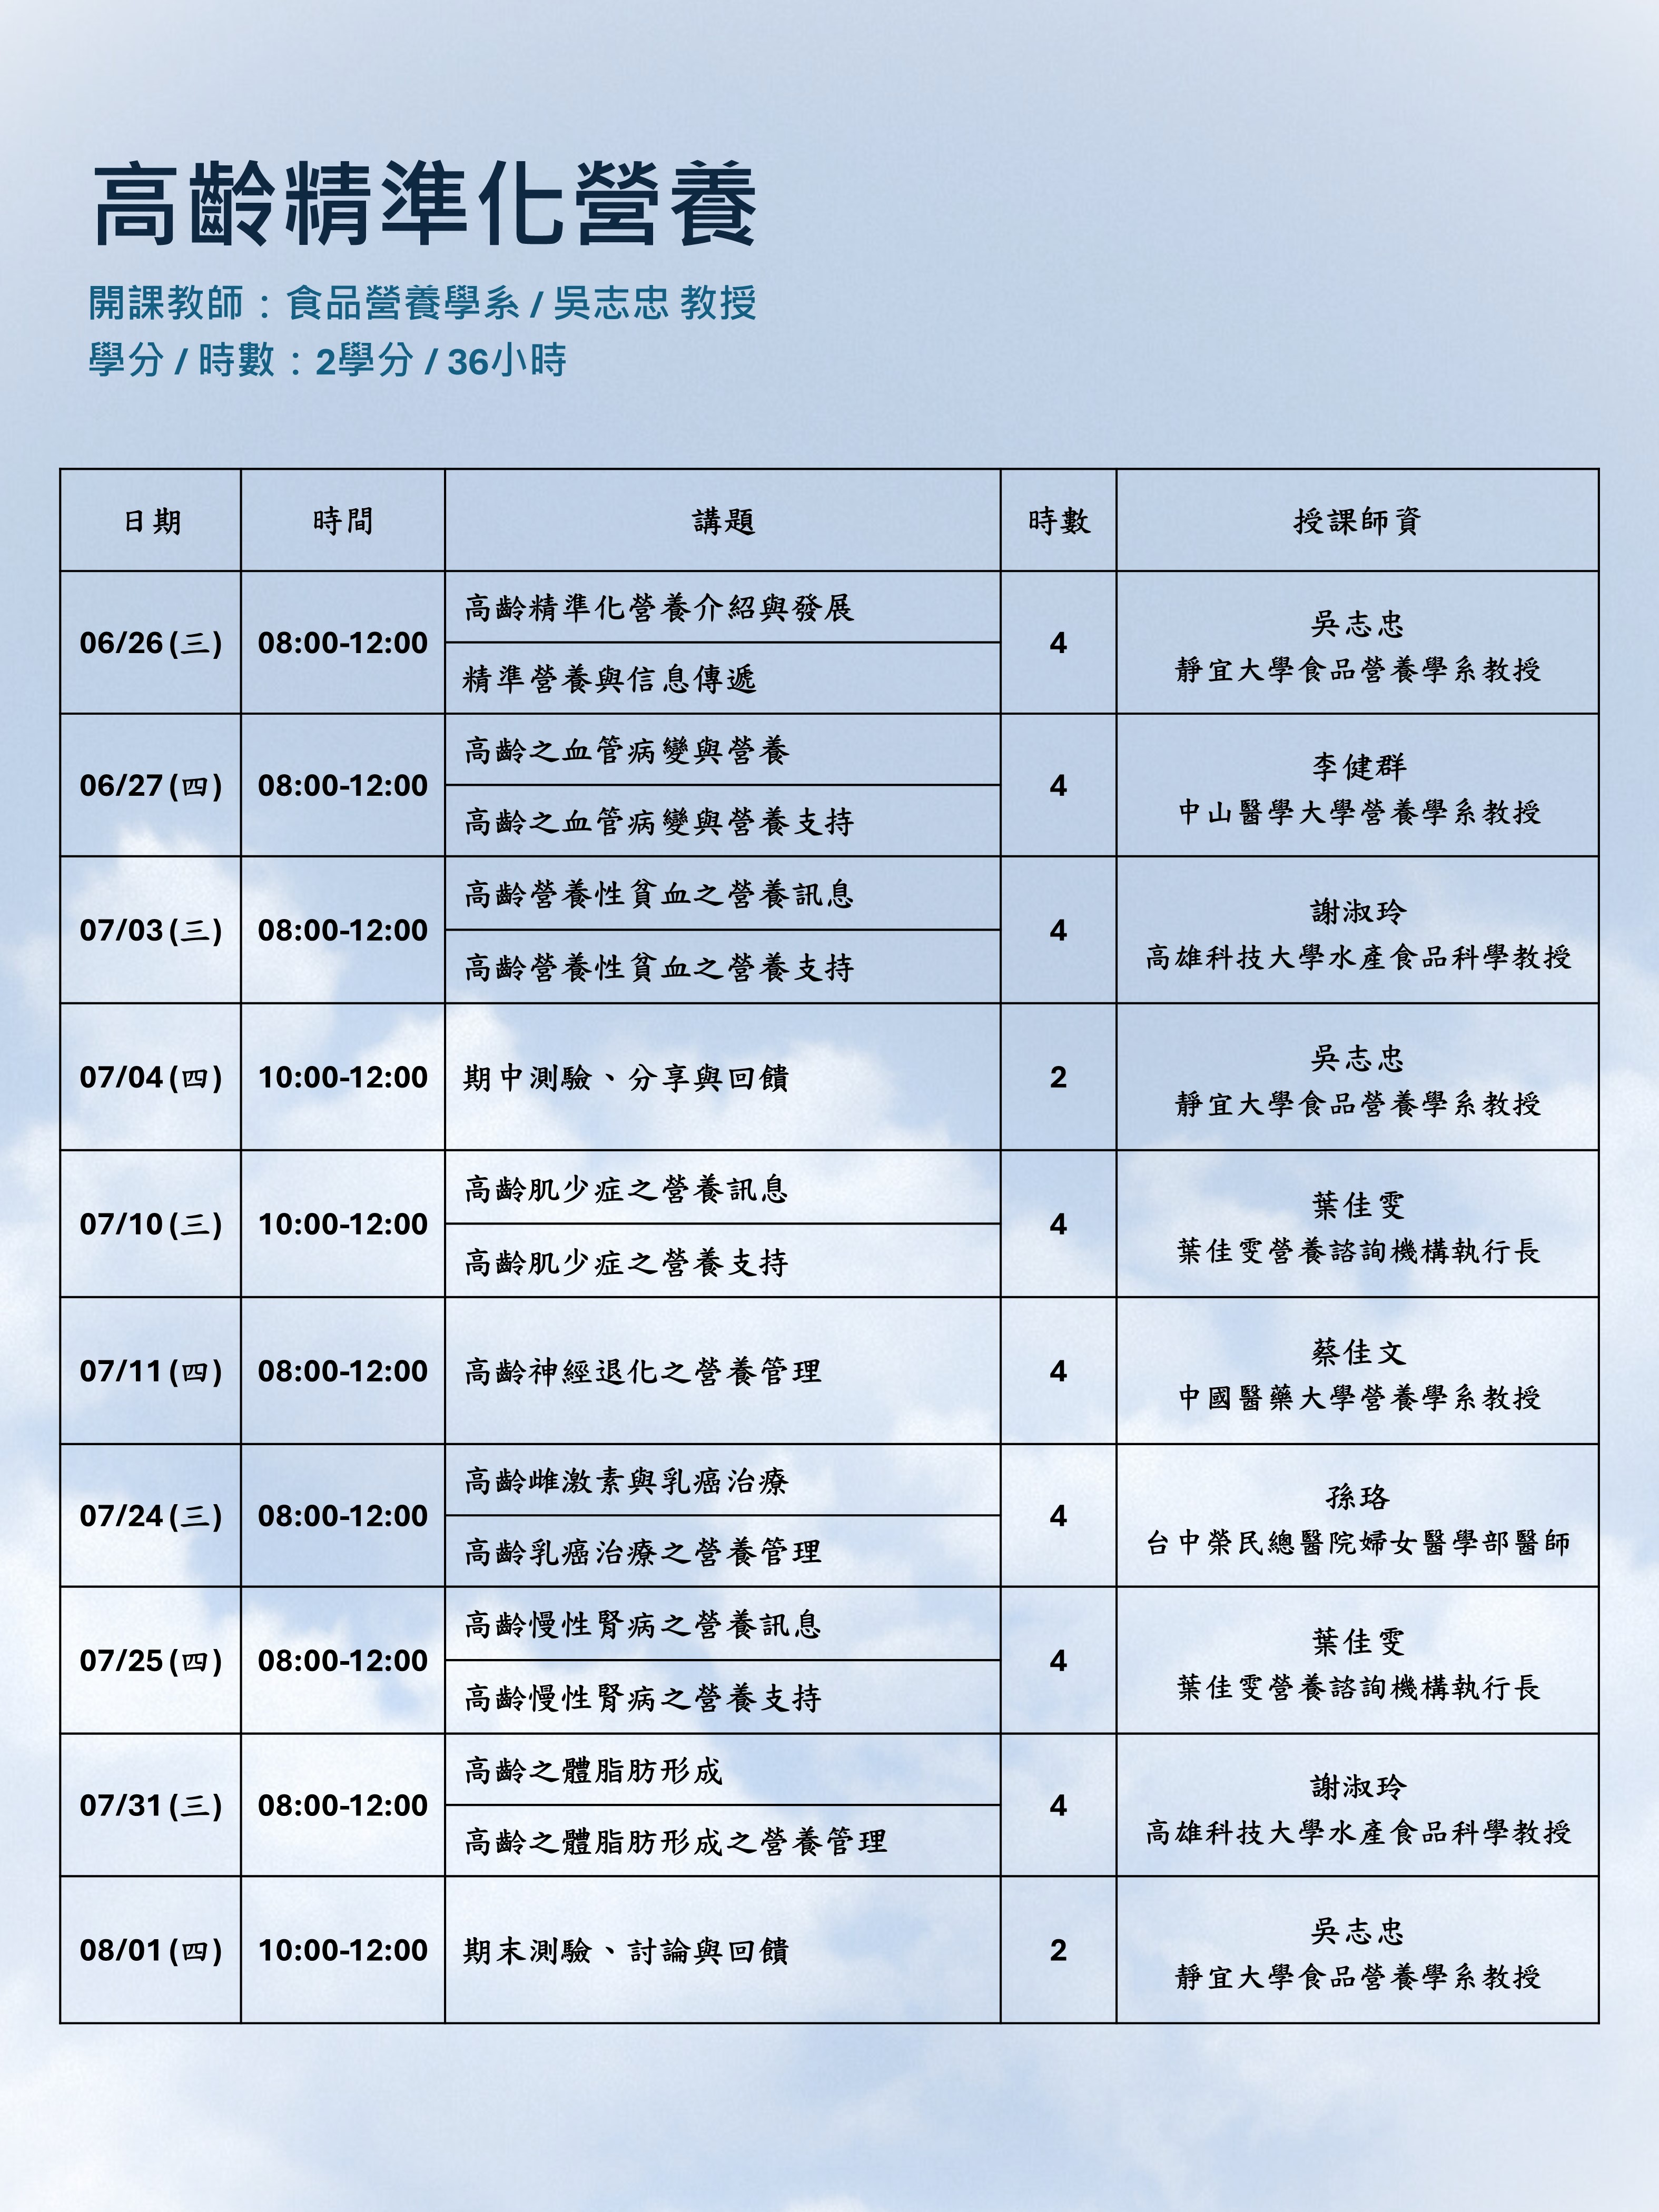 高齡精準化營養
開課教師：食品營養學系 / 吳志忠 教授
學分 / 時數：2學分 / 36小時
日期 時間 講題 時數 授課師資
06/26(三) 08:00-12:00 高齡精準化營養介紹與發展 4 吳志忠
精準營養與信息傳遞 靜宜大學食品營養學系教授
06/27(四) 08:00-12:00 高齡之血管病變與營養 4 李健群
高齡之血管病變與營養支持 中山醫學大學營養學系教授
07/03(三) 08:00-12:00 高齡營養性貧血之營養訊息 4 謝淑玲
高齡營養性貧血之營養支持 高雄科技大學水產食品科學教授
07/04(四) 10:00-12:00 期中測驗、分享與回饋 2 吳志忠
靜宜大學食品營養學系教授
07/10(三) 10:00-12:00 高齡肌少症之營養訊息 4 葉佳雯
高齡肌少症之營養支持 葉佳雯營養諮詢機構執行長
07/11(四) 08:00-12:00 高齡神經退化之營養管理 4 蔡佳文
中國醫藥大學營養學系教授
07/24(三) 08:00-12:00 高齡雌激素與乳癌治療 4 孫珞
高齡乳癌治療之營養管理 台中榮民總醫院婦女醫學部醫師
07/25(四) 08:00-12:00 高齡慢性腎病之營養訊息 4 葉佳雯
高齡慢性腎病之營養支持 葉佳雯營養諮詢機構執行長
07/31(三) 08:00-12:00 高齡之體脂肪形成 4 謝淑玲
高齡之體脂肪形成之營養管理 高雄科技大學水產食品科學教授
08/01(四) 10:00-12:00 期末測驗、討論與回饋 2 吳志忠
靜宜大學食品營養學系教授